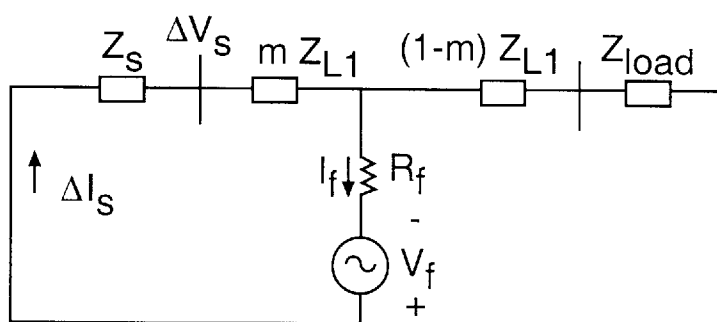 Z_S
ΔV_S
m Z_L1
(1-m) Z_L1
Z_load
ΔI_S
I_f
R_f
-
V_f
+